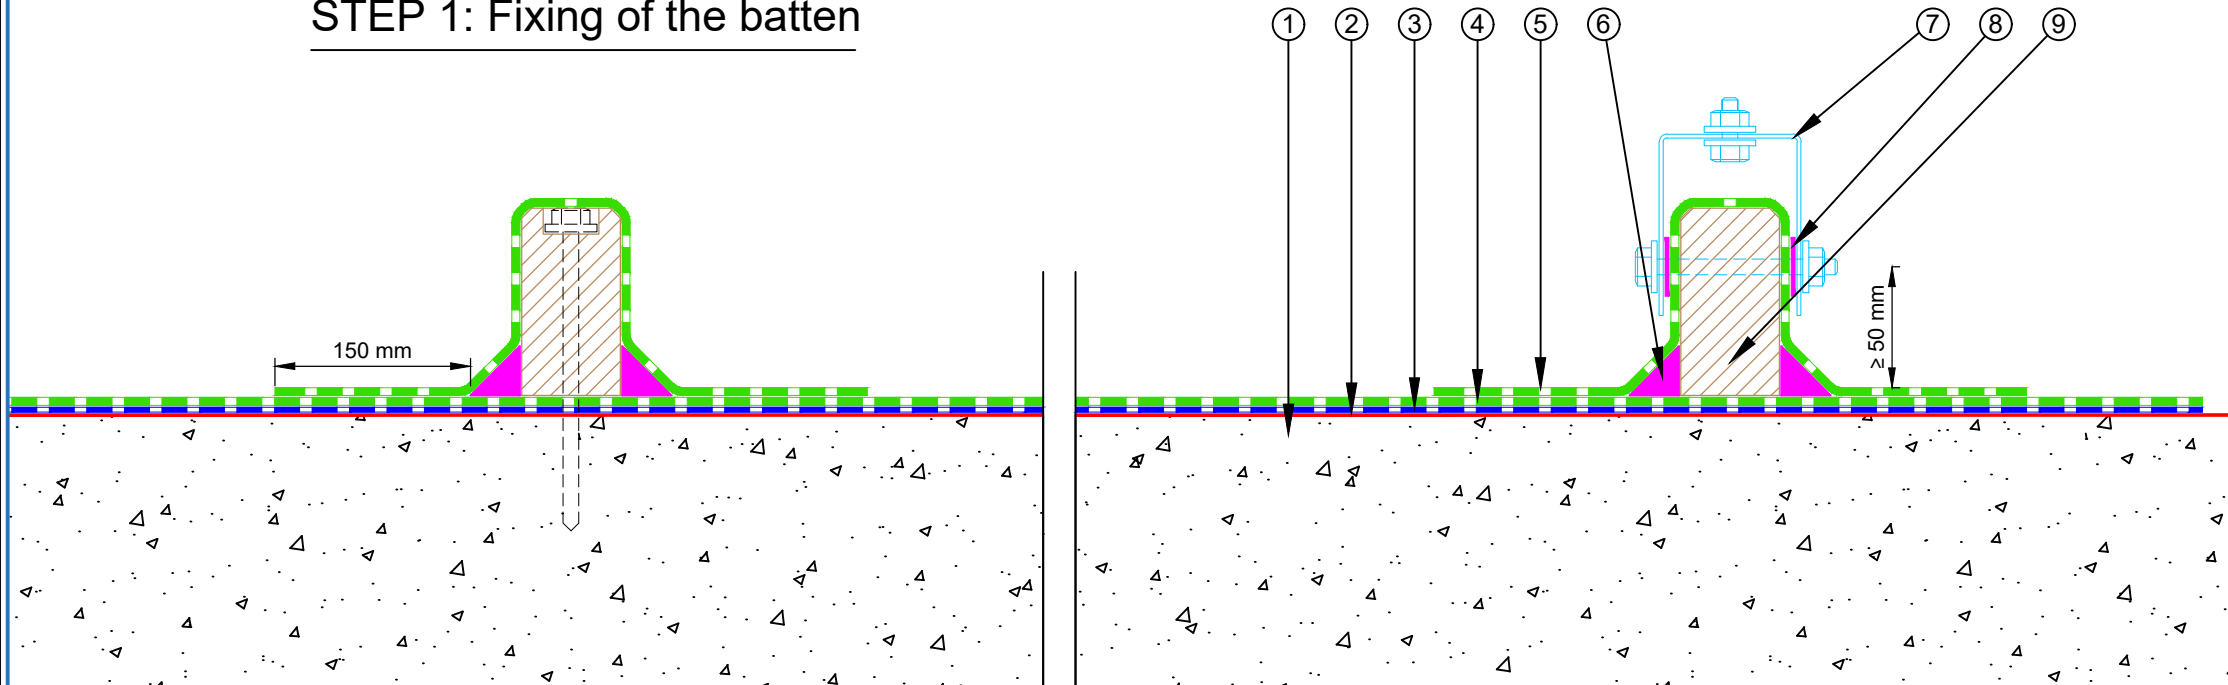 STEP 1: Fixing of the batten
1 2 3 4 5 6 7 8 9
150 mm
≥ 50 mm